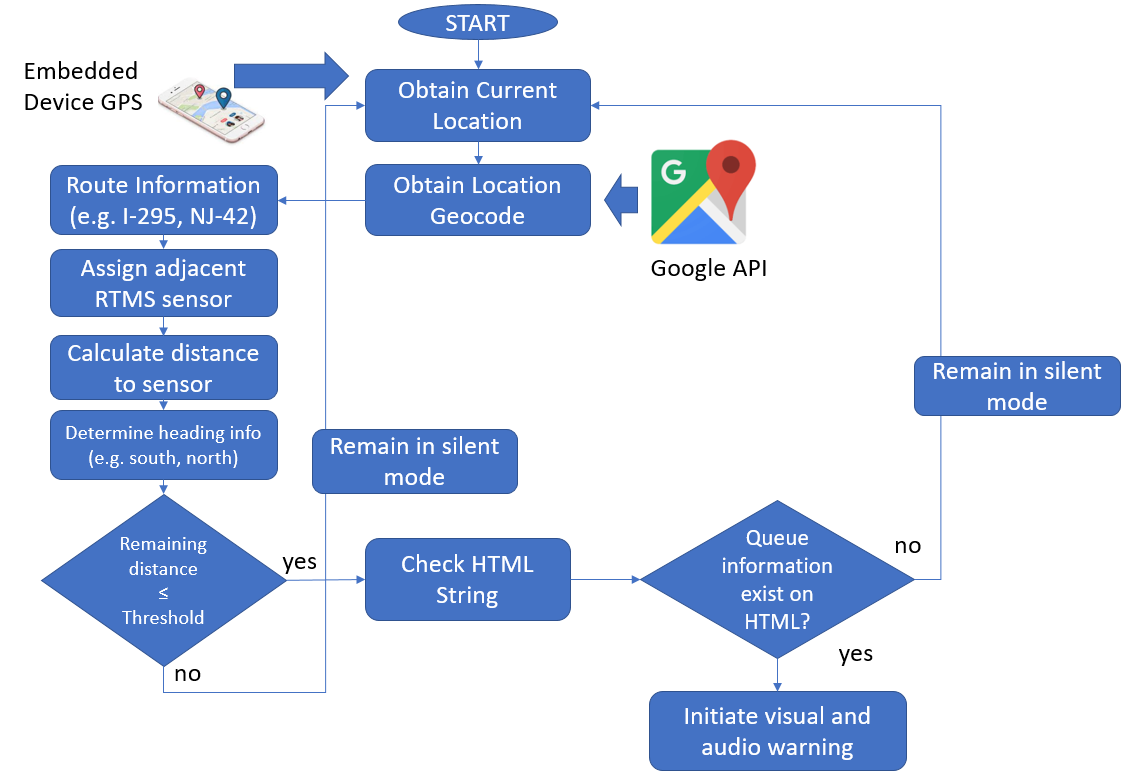 START
Embedded
Device GPS
Obtain Current
Location
Obtain Location
Geocode
G
Google API
Route Information
(e.g. I-295, NJ-42)
Assign adjacent
RTMS sensor
Calculate distance
to sensor
Determine heading info
(e.g. south, north)
Remain in silent
mode
Remain in silent
mode
Remaining
distance
≤
Threshold
yes
no
Check HTML
String
Queue
information
exist on
HTML?
no
yes
Initiate visual and
audio warning